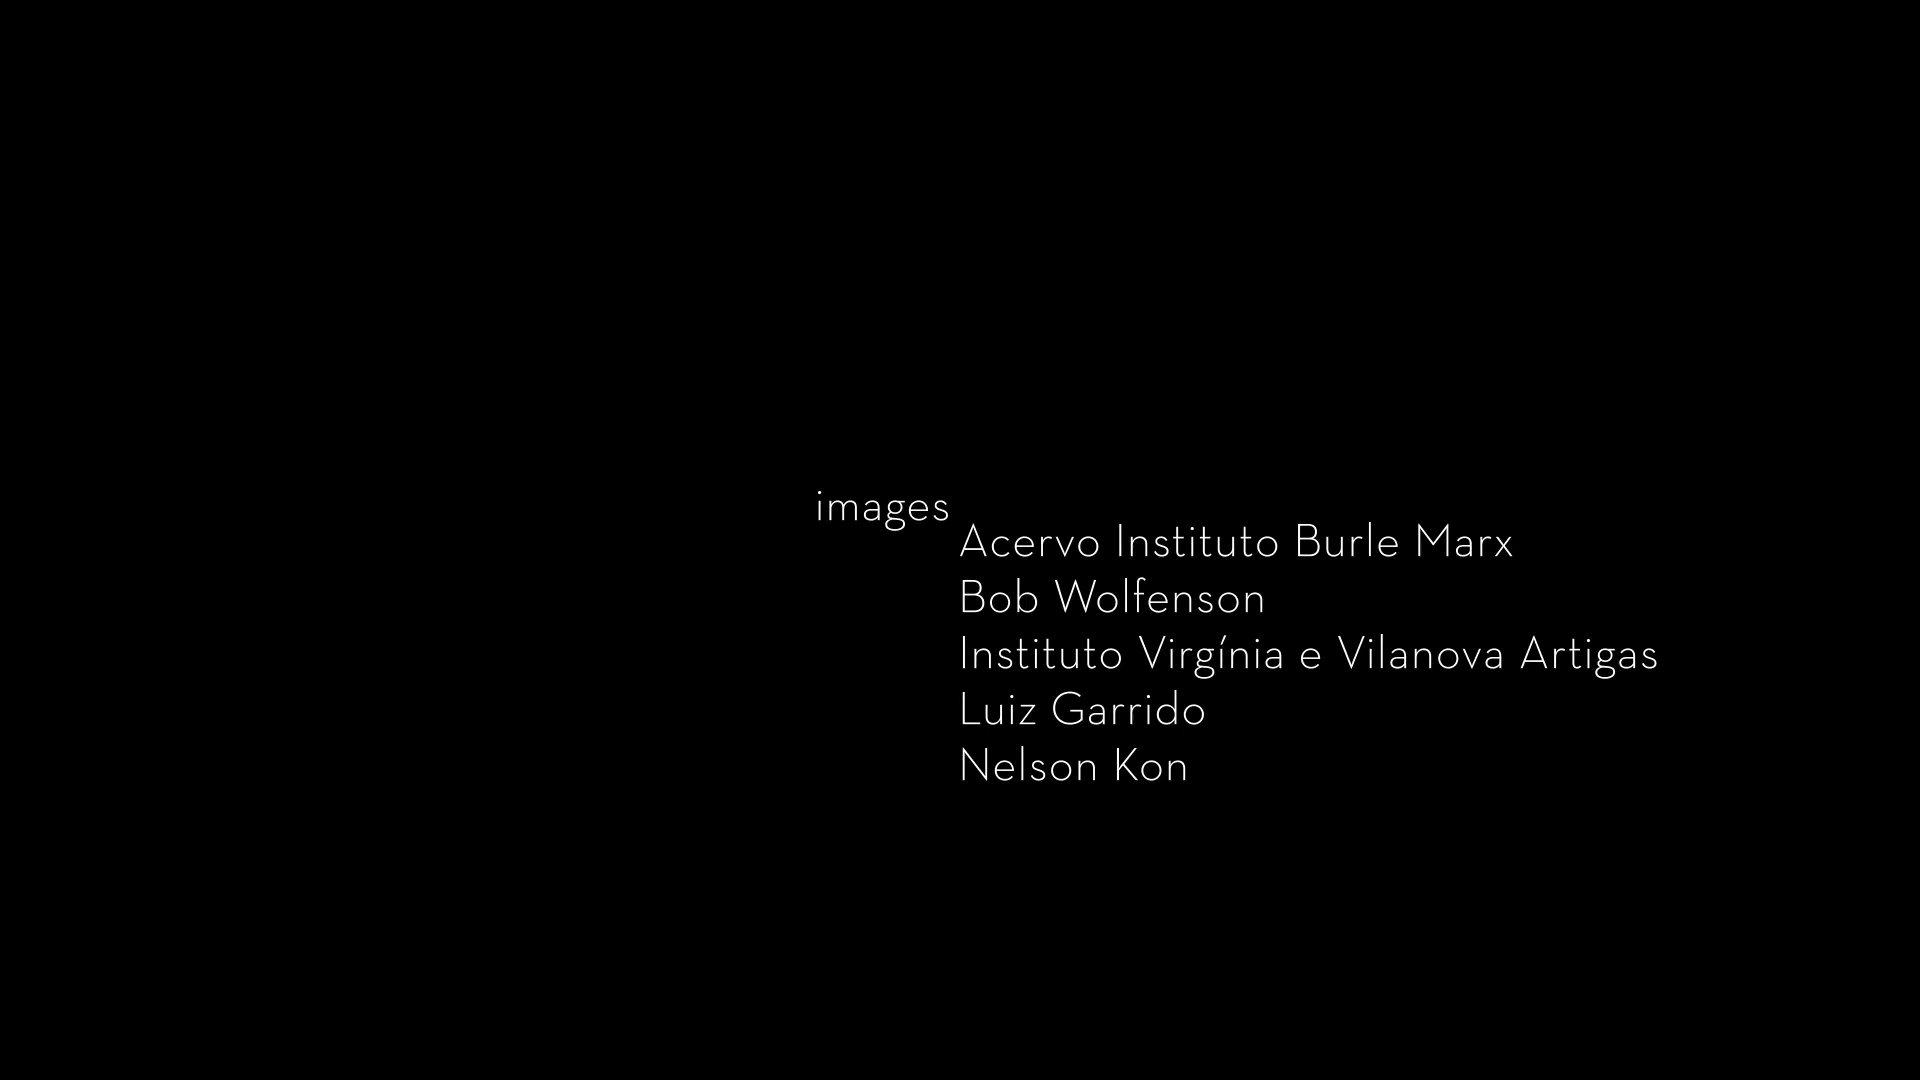 images
Acervo Instituto Burle Marx
Bob Wolfenson
Instituto Virgínia e Vilanova Artigas
Luiz Garrido
Nelson Kon